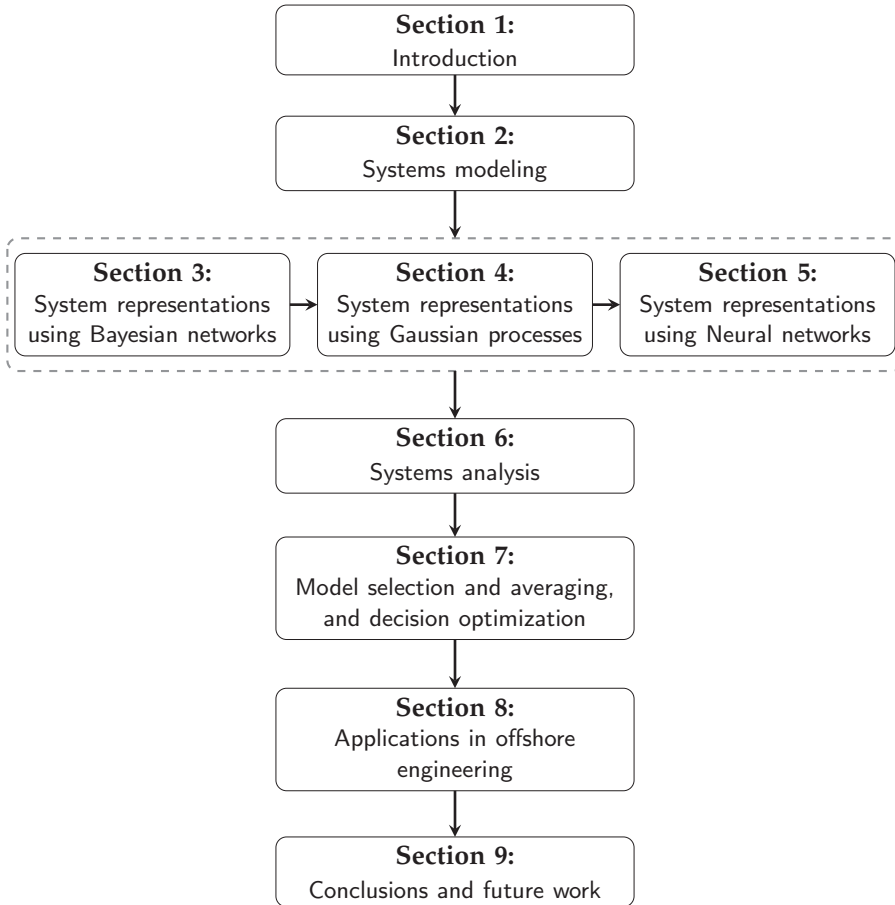 Section 1:
Introduction
Section 2:
Systems modeling
Section 3:
System representations
using Bayesian networks
Section 4:
System representations
using Gaussian processes
Section 5:
System representations
using Neural networks
Section 6:
Systems analysis
Section 7:
Model selection and averaging,
and decision optimization
Section 8:
Applications in offshore
engineering
Section 9:
Conclusions and future work